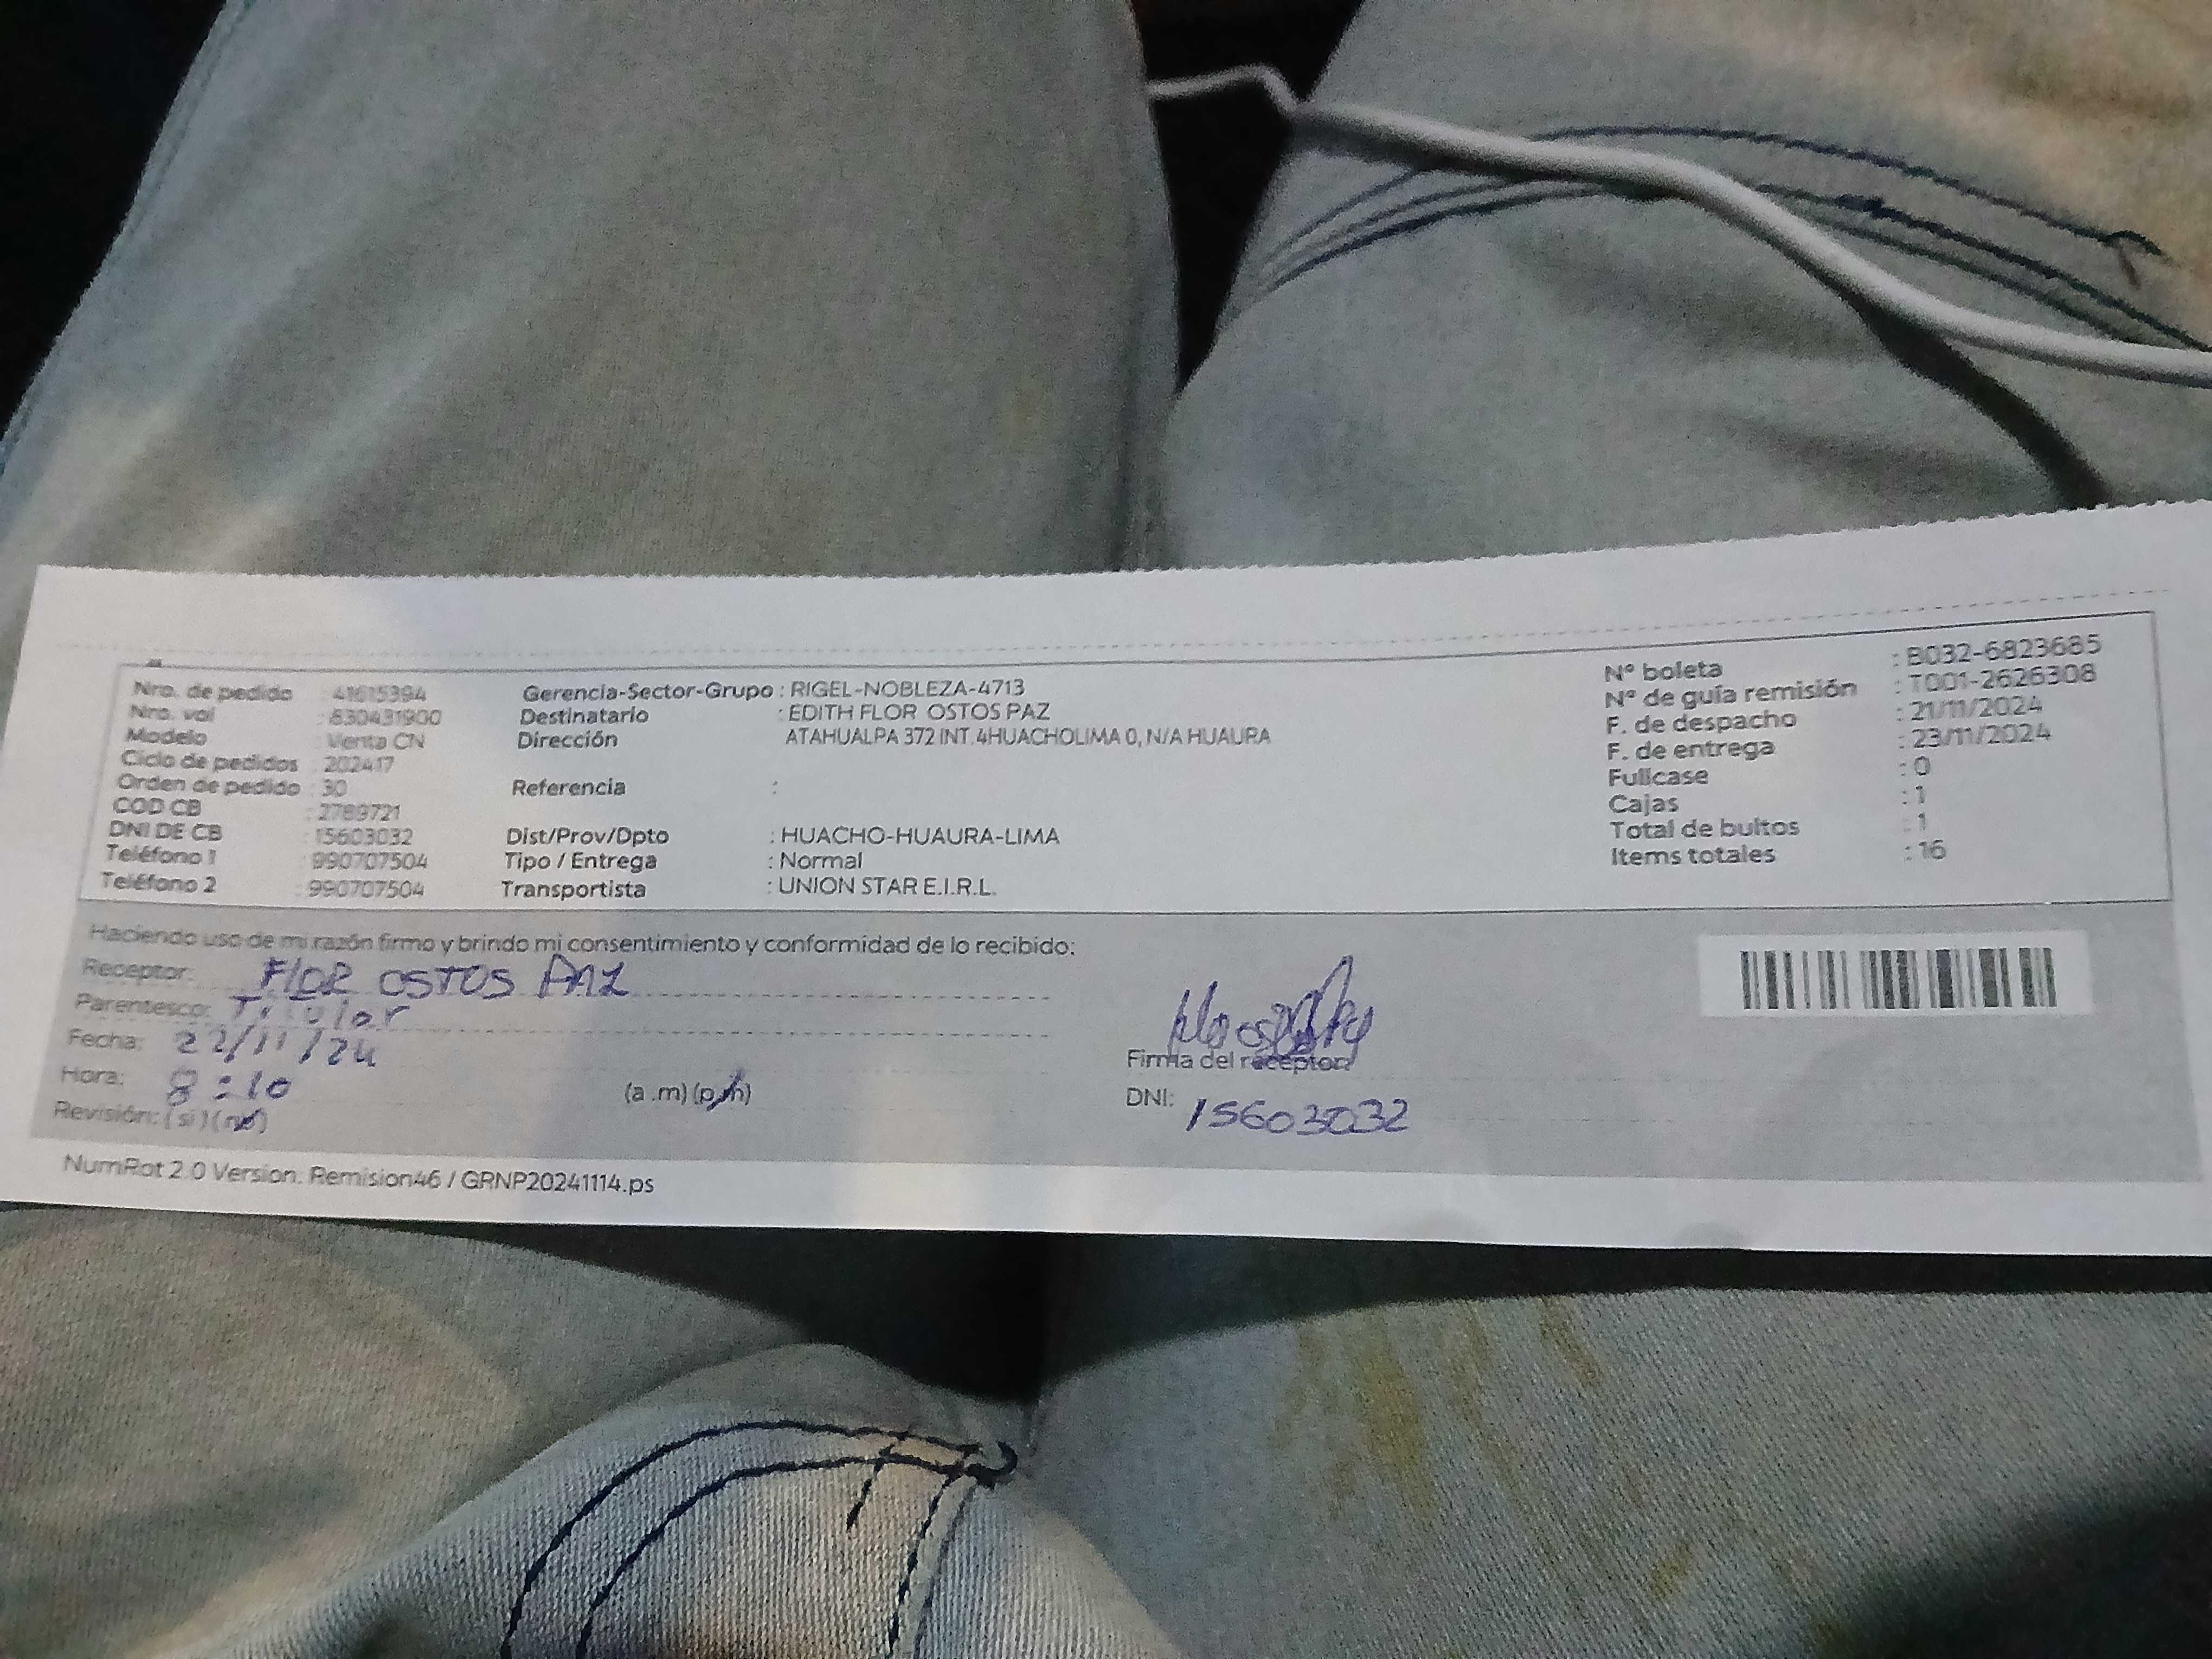 Nro. de pedido : 41615394
Nro. vol : 830431900
Modelo : Venta CN
Ciclo de pedidos : 202417
Orden de pedido : 30
COD CB : 2789721
DNI DE CB : 15603032
Teléfono 1 : 990707504
Teléfono 2 : 990707504
Gerencia-Sector-Grupo : RIGEL-NOBLEZA-4713
Destinatario : EDITH FLOR OSTOS PAZ
Dirección ATAHUALPA 372 INT. 4HUACHOLIMA 0, N/A HUAURA
Referencia :
Dist/Prov/Dpto : HUACHO-HUAURA-LIMA
Tipo / Entrega : Normal
Transportista : UNION STAR E.I.R.L.
N° boleta : B032-6823685
N° de guía remisión : T001-2626308
F. de despacho : 21/11/2024
F. de entrega : 23/11/2024
Fullcase : 0
Cajas : 1
Total de bultos : 1
Items totales : 16
Haciendo uso de mi razón firmo y brindo mi consentimiento y conformidad de lo recibido:
Receptor: FLOR OSTOS PAZ
Parentesco: Titular
Fecha: 22/11/24
Hora: 8:10 (a .m) (p.m)
Revisión: ( si ) ( no )
Firma del receptor:
DNI: 15603032
NumRot 2.0 Version. Remision46 / GRNP20241114.ps